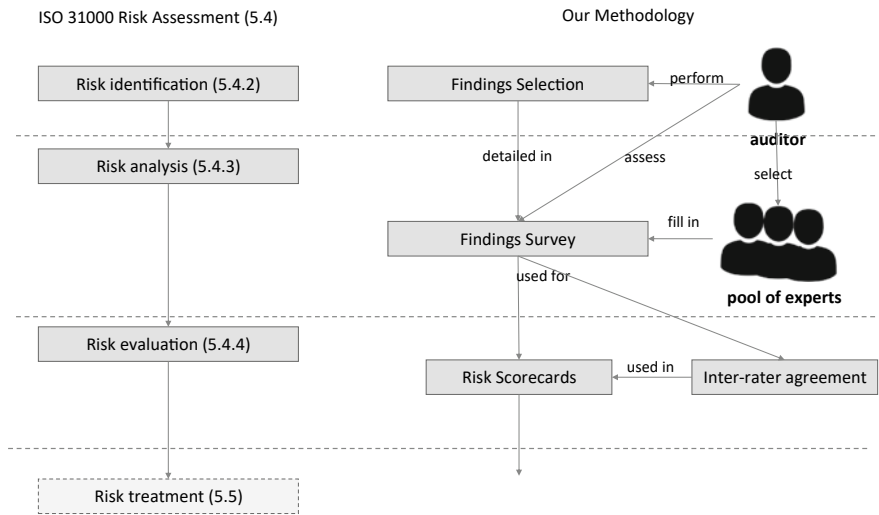 ISO 31000 Risk Assessment (5.4)
Our Methodology
Risk identification (5.4.2)
Findings Selection
perform
auditor
Risk analysis (5.4.3)
detailed in
assess
select
Findings Survey
fill in
used for
pool of experts
Risk evaluation (5.4.4)
Risk Scorecards
used in
Inter-rater agreement
Risk treatment (5.5)